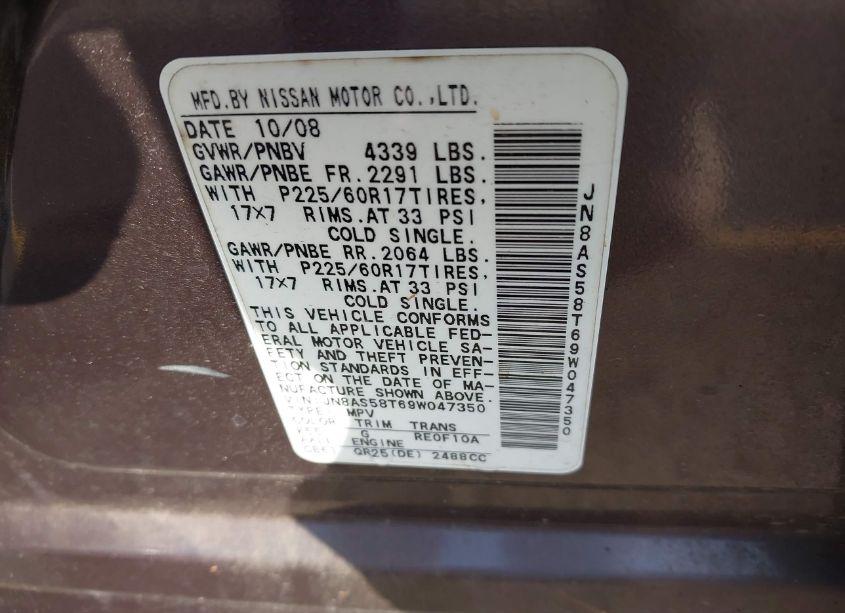 MFD.BY NISSAN MOTOR CO.,LTD.
DATE 10/08
GVWR/PNBV 4339 LBS.
GAWR/PNBE FR.2291 LBS.
WITH P225/60R17TIRES,
17X7 RIMS.AT 33 PSI
COLD SINGLE.
GAWR/PNBE RR.2064 LBS.
WITH P225/60R17TIRES,
17X7 RIMS.AT 33 PSI
COLD SINGLE.
THIS VEHICLE CONFORMS
TO ALL APPLICABLE FED-
ERAL MOTOR VEHICLE SA-
FETY AND THEFT PREVEN-
TION STANDARDS IN EFF-
ECT ON THE DATE OF MA-
NUFACTURE SHOWN ABOVE.
VIN:JN8AS58T69W047350
TYPE: MPV
COLOR TRIM TRANS
G RE0F10A
ENGINE
QR25(DE) 2488CC
JN8AS58T69W047350